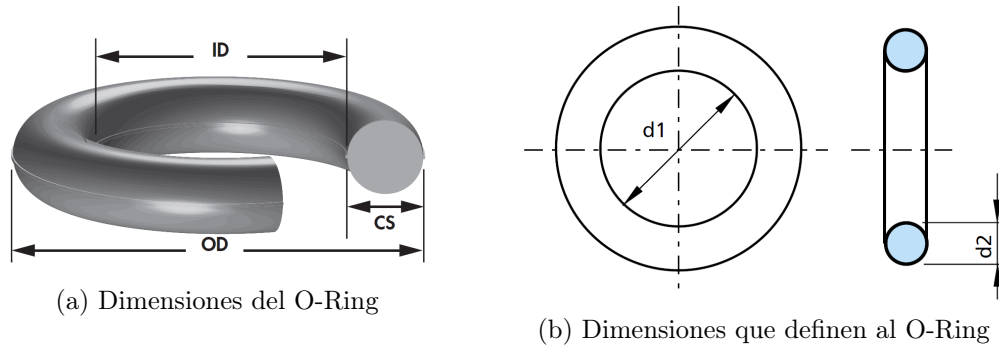 ID
CS
OD
(a) Dimensiones del O-Ring
d1
d2
(b) Dimensiones que definen al O-Ring